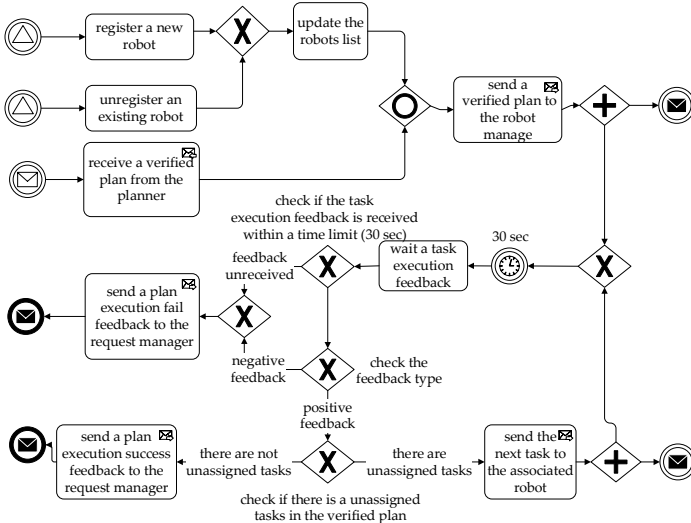 register a new
robot
update the
robots list
unregister an
existing robot
send a
verified plan to
the robot
manage
receive a verified
plan from the
planner
check if the task
execution feedback is received
within a time limit (30 sec)
30 sec
feedback
unreceived
wait a task
execution
feedback
send a plan
execution fail
feedback to the
request manager
negative
feedback
check the
feedback type
positive
feedback
send a plan
execution success
feedback to the
request manager
there are not
unassigned tasks
there are
unassigned tasks
send the
next task to
the associated
robot
check if there is a unassigned
tasks in the verified plan